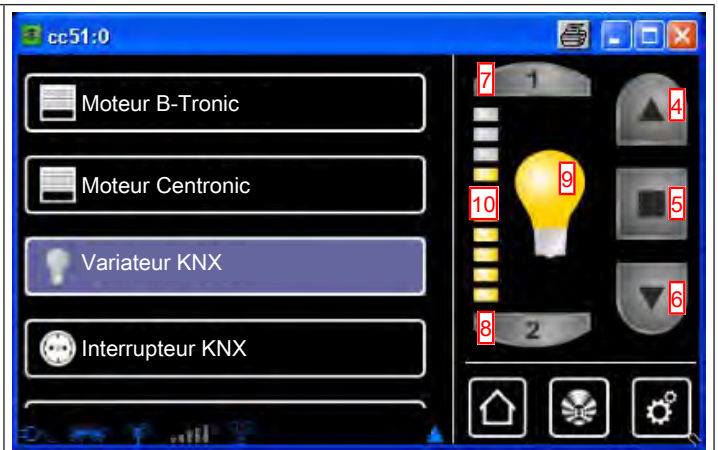 cc51:0
Moteur B-Tronic
Moteur Centronic
Variateur KNX
Interrupteur KNX
7
1
4
9
10
5
6
8
2